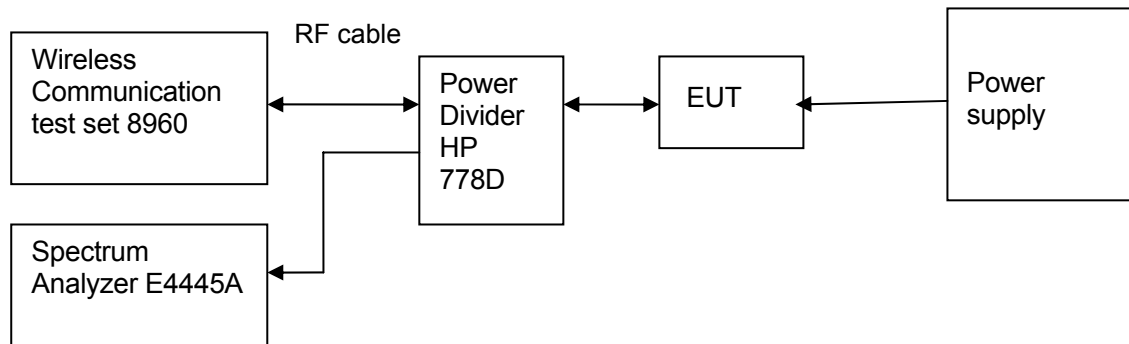 RF cable
Wireless
Communication
test set 8960
Power
Divider
HP
778D
EUT
Power
supply
Spectrum
Analyzer E4445A